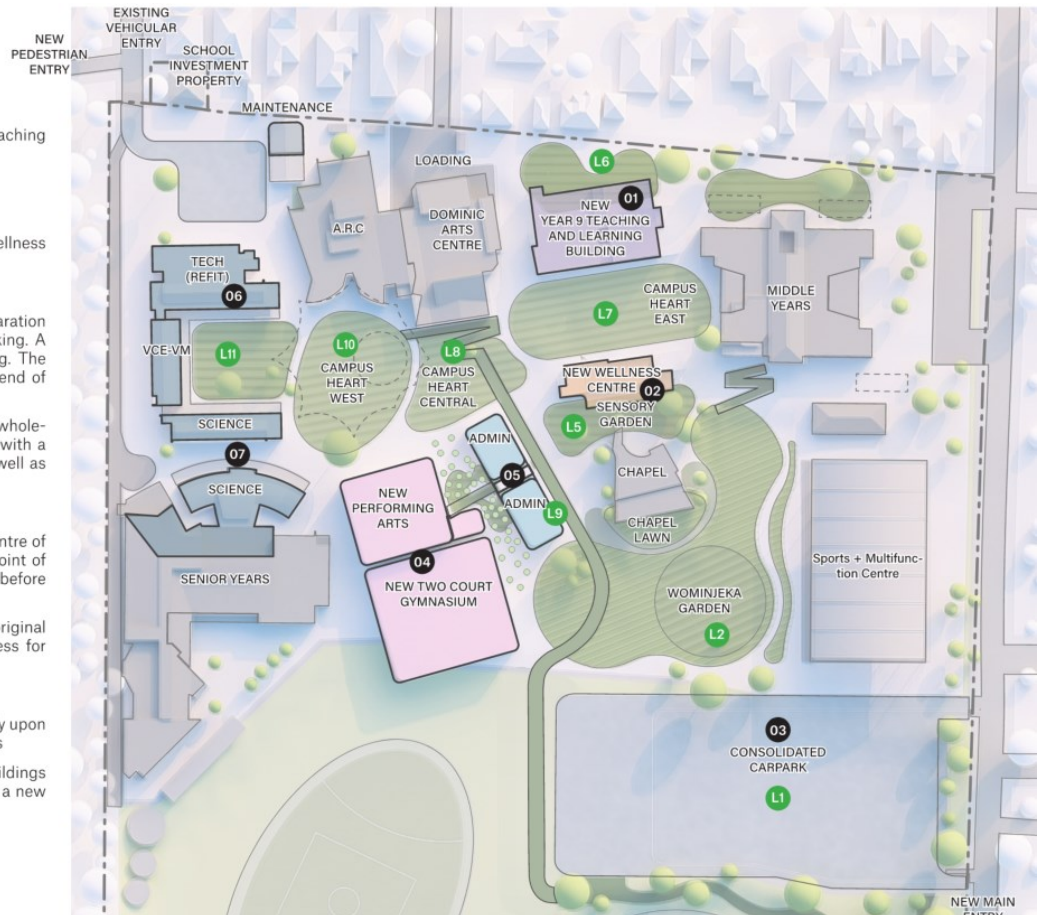 aching
ellness
aration
king. A
g. The
end of
whole-
with a
well as
ntre of
point of
before
original
ess for
y upon
s
ildings
a new
EXISTING
VEHICULAR
ENTRY
NEW
PEDESTRIAN
ENTRY
SCHOOL
INVESTMENT
PROPERTY
MAINTENANCE
LOADING
L6
01
NEW
YEAR 9 TEACHING
AND LEARNING
BUILDING
A.R.C
DOMINIC
ARTS
CENTRE
TECH
(REFIT)
06
MIDDLE
YEARS
CAMPUS
HEART
EAST
L7
VCE-VM
L11
L10
CAMPUS
HEART
WEST
L8
CAMPUS
HEART
CENTRAL
NEW WELLNESS
CENTRE
02
SENSORY
GARDEN
L5
SCIENCE
07
SCIENCE
ADMIN
05
ADMIN
L9
CHAPEL
CHAPEL
LAWN
NEW
PERFORMING
ARTS
04
NEW TWO COURT
GYMNASIUM
SENIOR YEARS
Sports + Multifunc-
tion Centre
WOMINJEKA
GARDEN
L2
03
CONSOLIDATED
CARPARK
L1
NEW MAIN
ENTRY